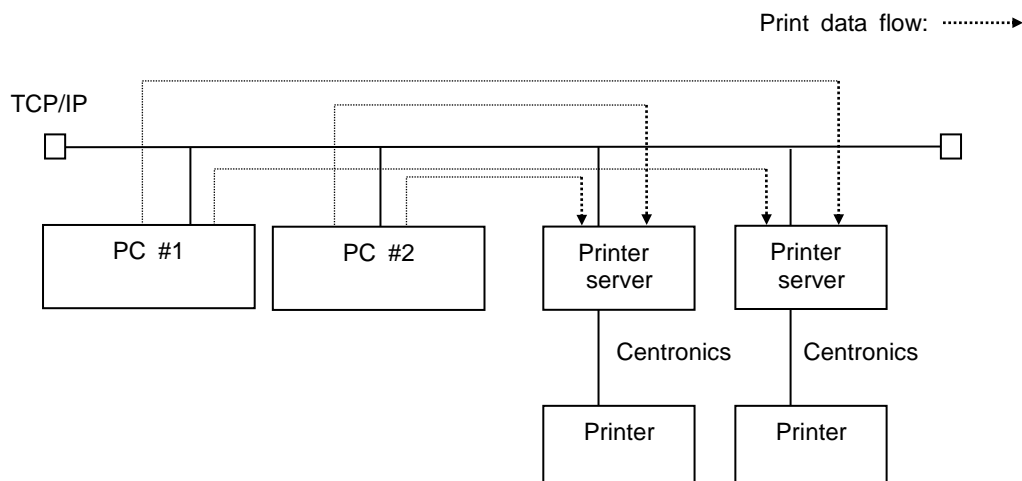 Print data flow:
TCP/IP
PC #1
PC #2
Printer
server
Printer
server
Centronics
Centronics
Printer
Printer